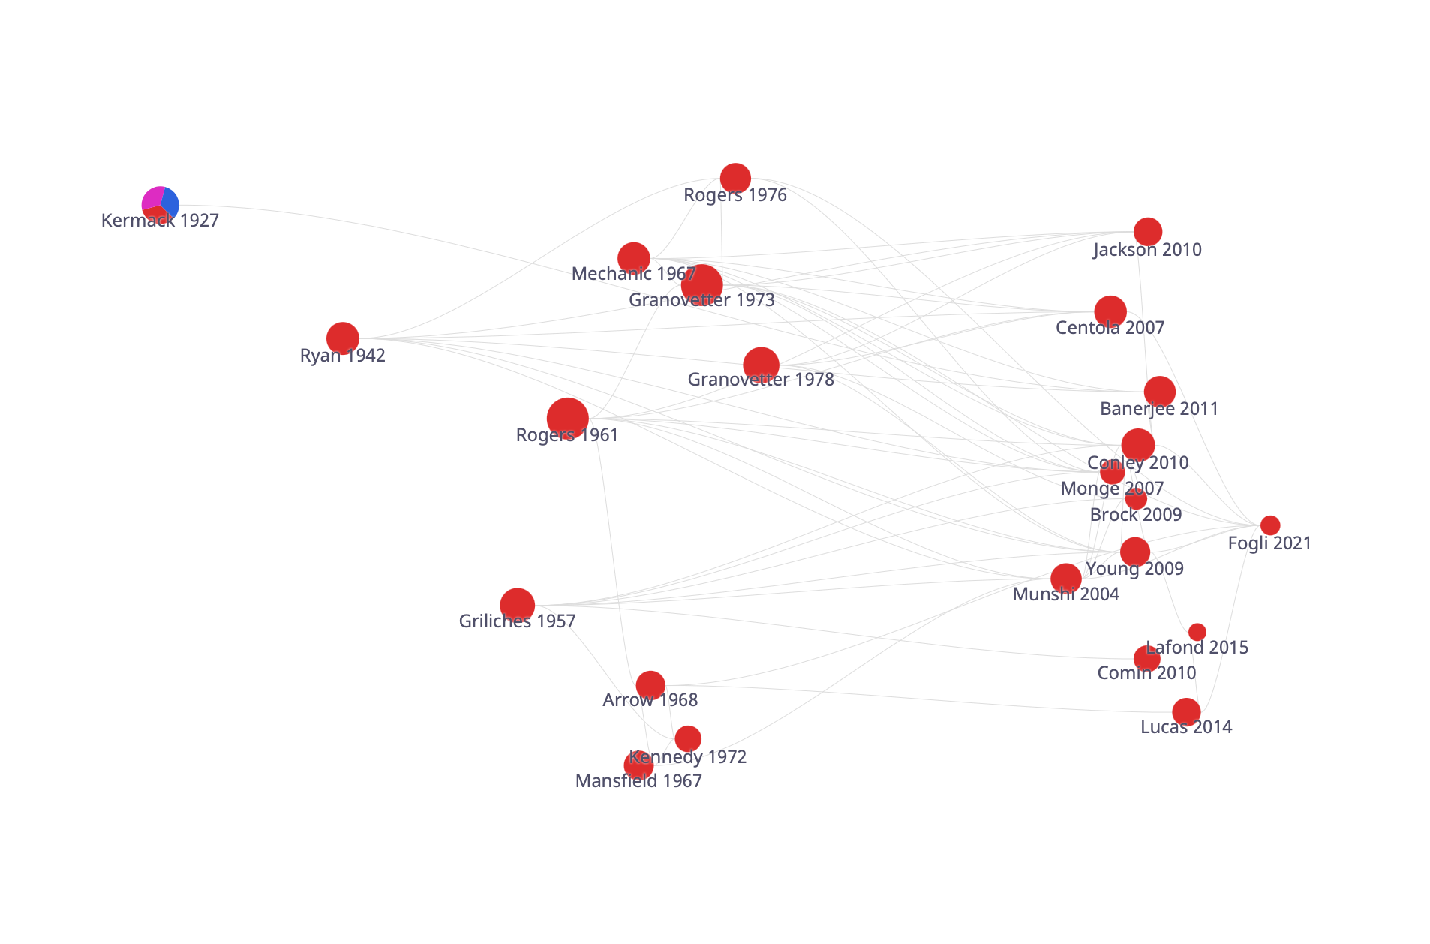 Rogers 1976
Kermack 1927
Jackson 2010
Mechanic 1967
Granovetter 1973
Centola 2007
Ryan 1942
Granovetter 1978
Banerjee 2011
Rogers 1961
Conley 2010
Monge 2007
Brock 2009
Fogli 2021
Young 2009
Munshi 2004
Griliches 1957
Lafond 2015
Comin 2010
Arrow 1968
Lucas 2014
Kennedy 1972
Mansfield 1967